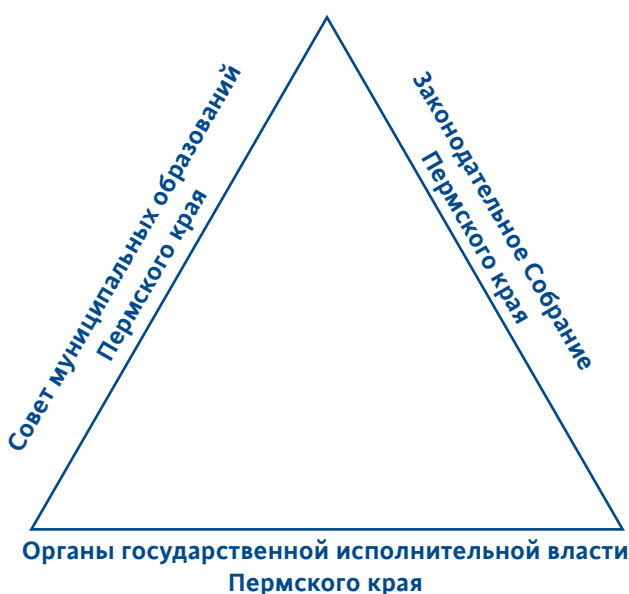 Совет муниципальных образований
Пермского края
Законодательное Собрание
Пермского края
Органы государственной исполнительной власти
Пермского края